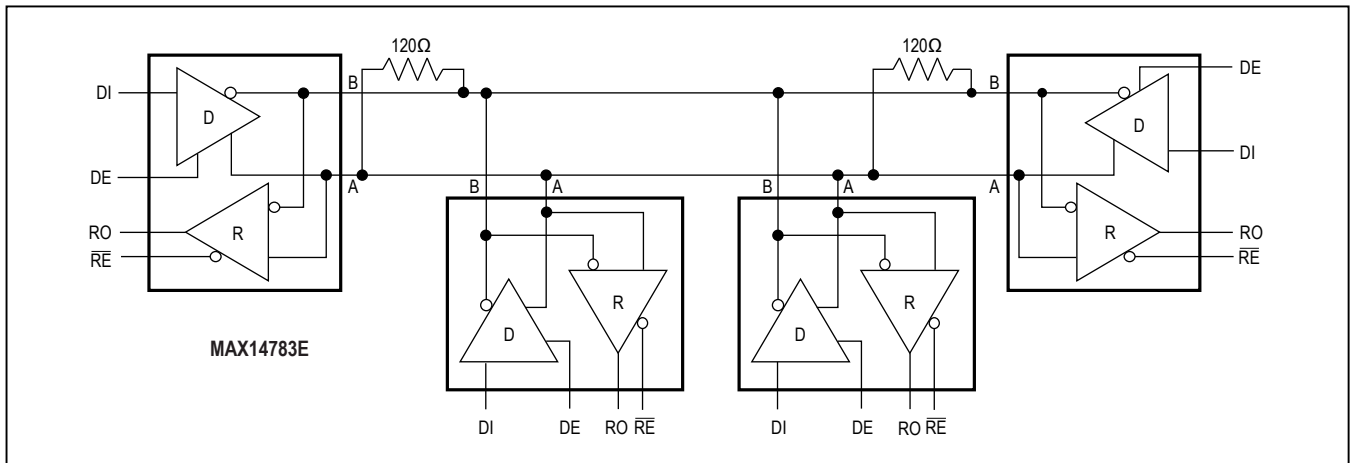 120Ω 120Ω
B B DE
DI D D
DI
DE A B A B A A
RO R R RO
RE RE
R R
D D
MAX14783E
DI DE RO RE DI DE RO RE